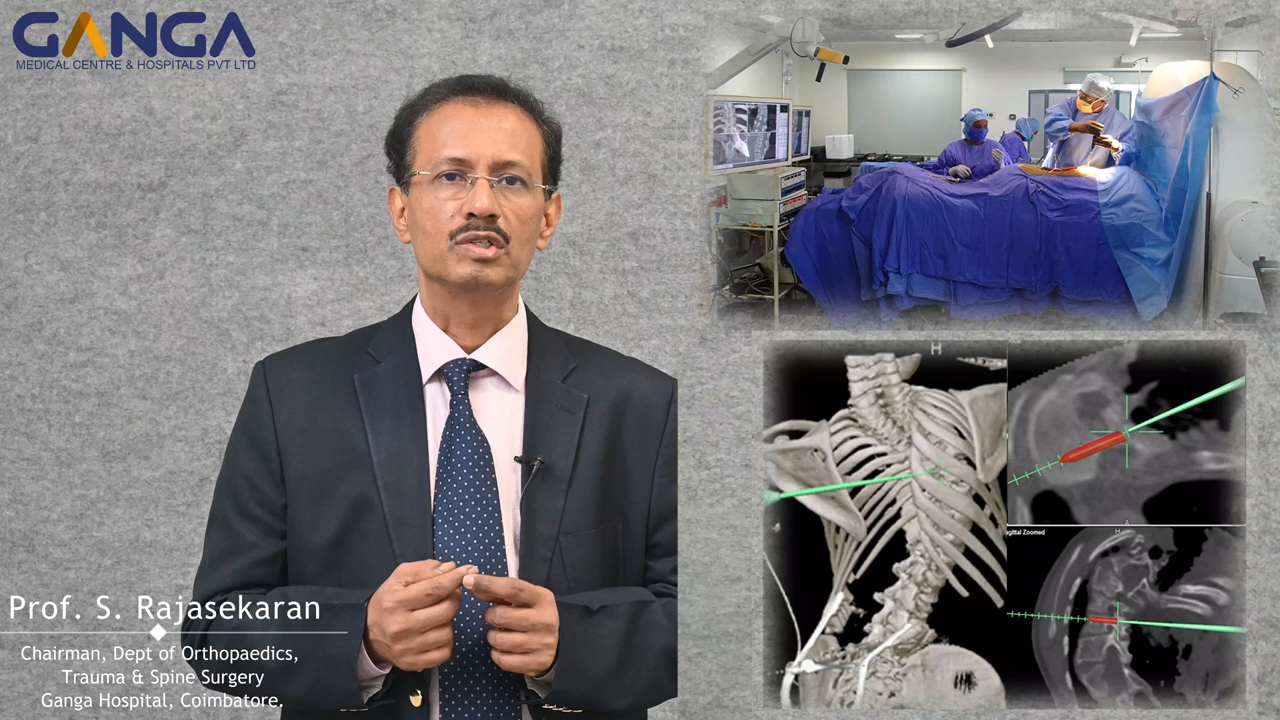 GANGA
MEDICAL CENTRE & HOSPITALS PVT LTD
H
A
H
gittal Zoomed
Prof. S. Rajasekaran
Chairman, Dept of Orthopaedics,
Trauma & Spine Surgery
Ganga Hospital, Coimbatore.